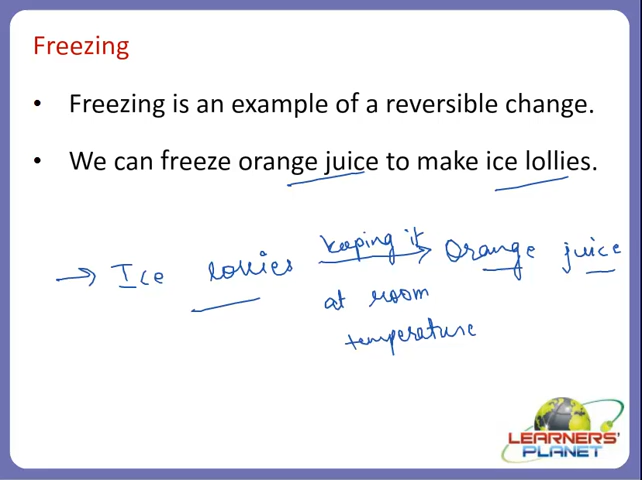 Freezing
• Freezing is an example of a reversible change.
• We can freeze orange juice to make ice lollies.
→ Ice lollies keeping it → Orange juice
at room
temperature
LEARNERS'
PLANET